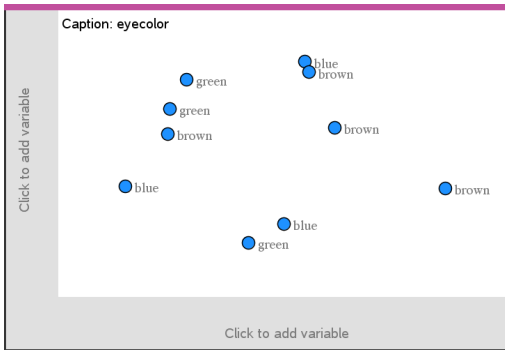 Caption: eyecolor
blue
brown
green
green
brown
brown
blue
brown
blue
green
Click to add variable
Click to add variable